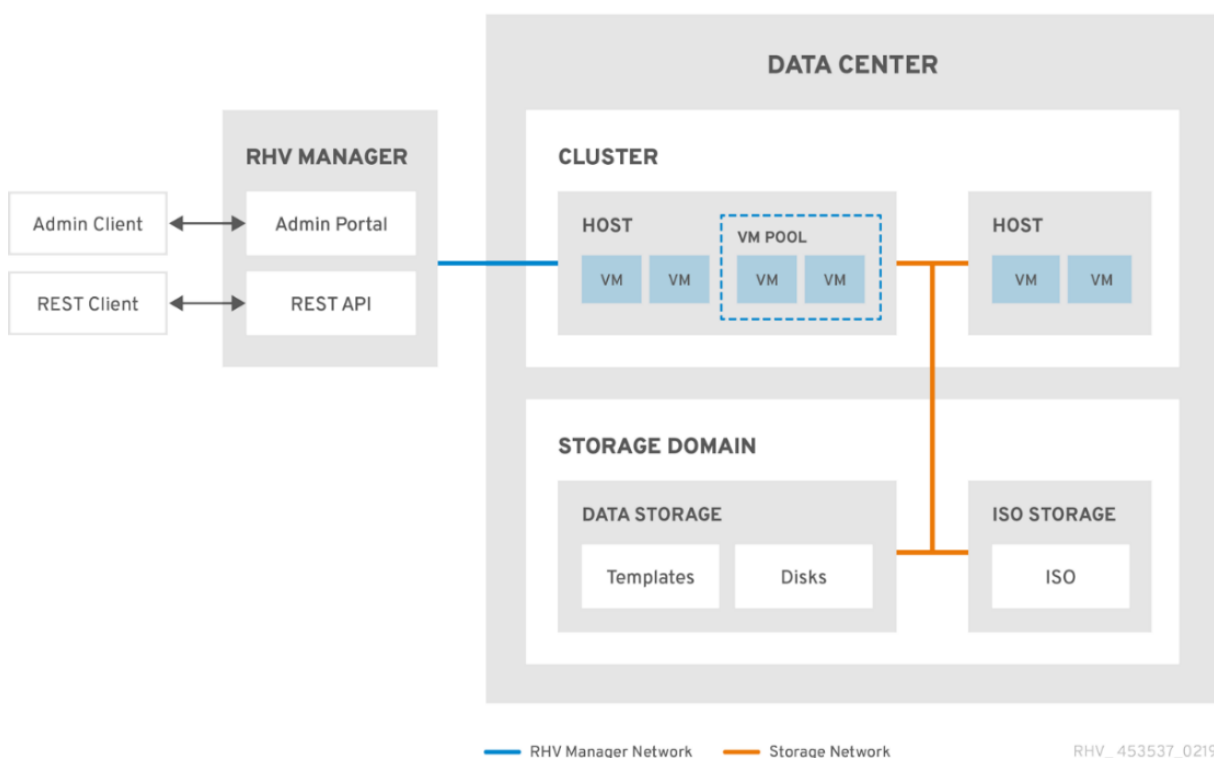 DATA CENTER
RHV MANAGER
CLUSTER
Admin Client
Admin Portal
HOST
VM POOL
HOST
VM
VM
VM
VM
VM
VM
REST Client
REST API
STORAGE DOMAIN
DATA STORAGE
ISO STORAGE
Templates
Disks
ISO
RHV Manager Network
Storage Network
RHV_453537_0219